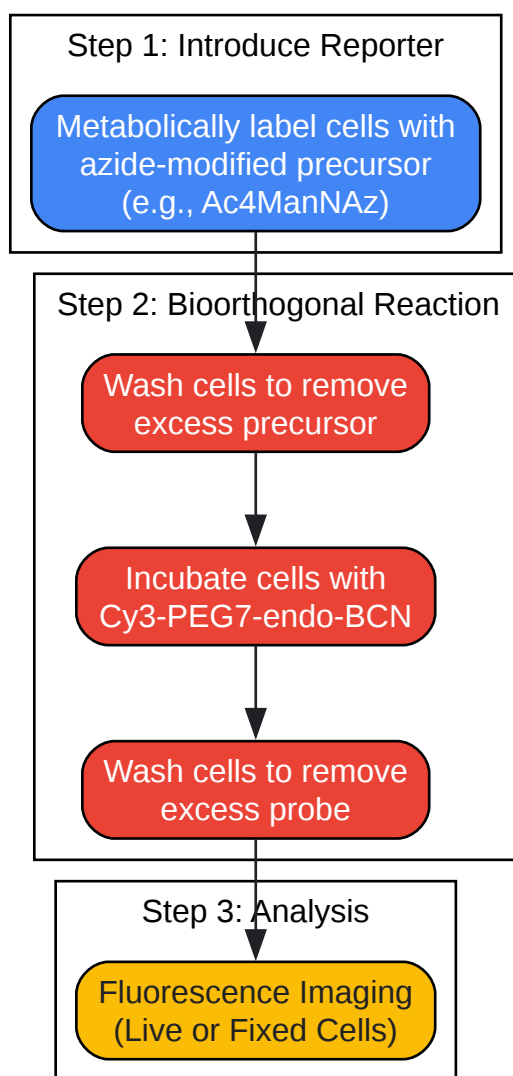 Step 1: Introduce Reporter
Metabolically label cells with
azide-modified precursor
(e.g., Ac4ManNAz)
Step 2: Bioorthogonal Reaction
Wash cells to remove
excess precursor
Incubate cells with
Cy3-PEG7-endo-BCN
Wash cells to remove
excess probe
Step 3: Analysis
Fluorescence Imaging
(Live or Fixed Cells)